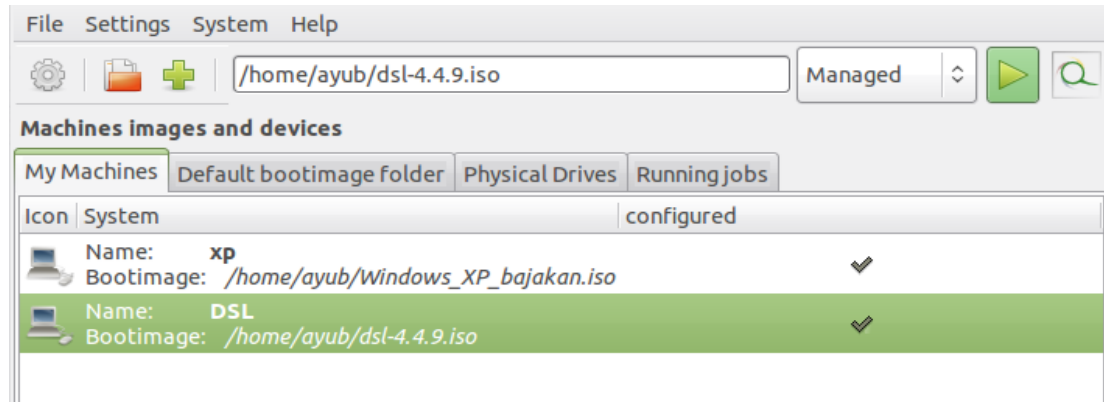 File Settings System Help
/home/ayub/dsl-4.4.9.iso Managed
Machines images and devices
My Machines Default bootimage folder Physical Drives Running jobs
Icon System configured
Name: xp
Bootimage: /home/ayub/Windows_XP_bajakan.iso
Name: DSL
Bootimage: /home/ayub/dsl-4.4.9.iso